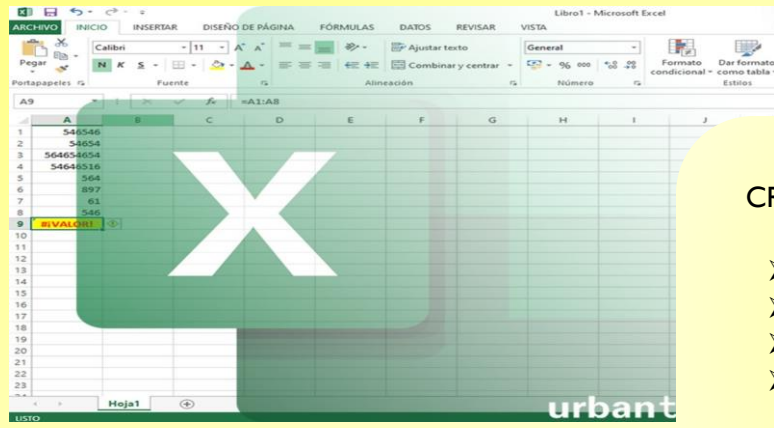 Libro1 - Microsoft Excel
ARCHIVO INICIO INSERTAR DISEÑO DE PÁGINA FÓRMULAS DATOS REVISAR VISTA
Calibri 11 A A Ajustar texto General
Pegar N K S A Combinar y centrar % 000 Formato condicional Dar formato como tabla
Portapapeles Fuente Alineación Número Estilos
A9 fx =A1:A8
A B C D E F G H I J
1 546546
2 54654
3 564654654
4 54646516
5 564
6 897
7 61
8 546
9 #¡VALOR!
10
11
12
13
14
15
16
17
18
19
20
21
22
23
Hoja1
LISTO
X